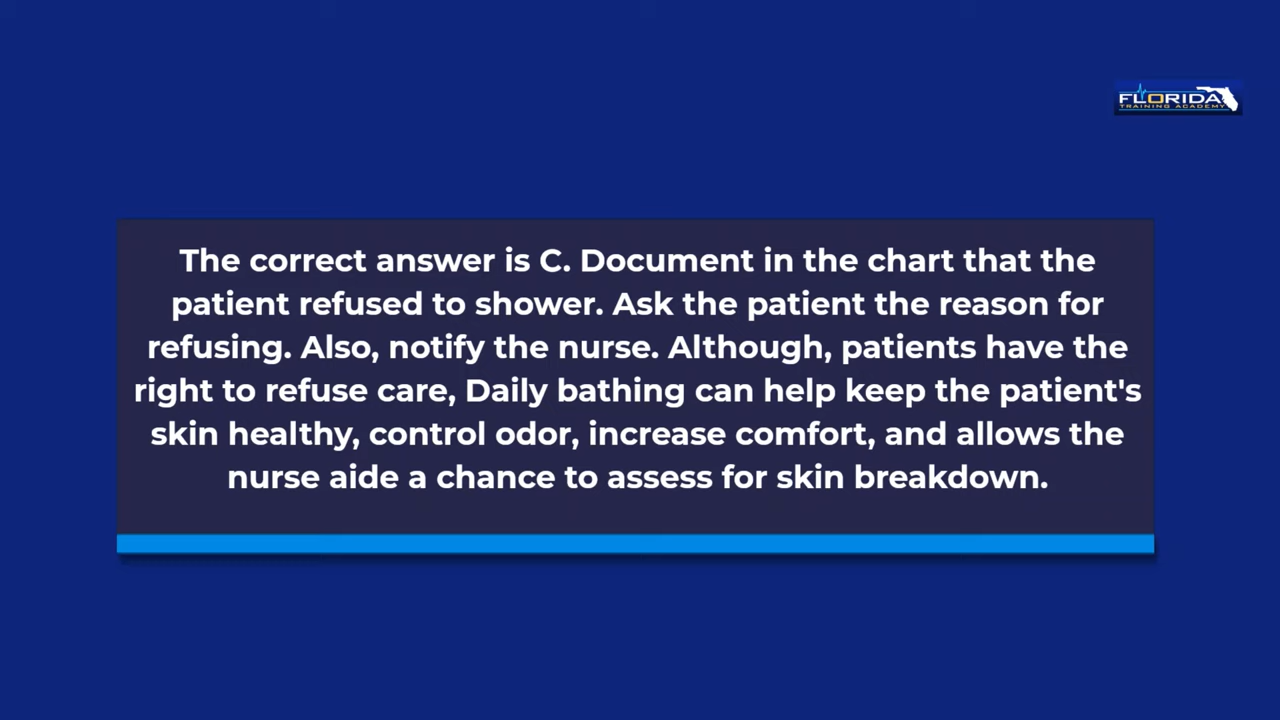 FLORIDA
TRAINING ACADEMY
The correct answer is C. Document in the chart that the
patient refused to shower. Ask the patient the reason for
refusing. Also, notify the nurse. Although, patients have the
right to refuse care, Daily bathing can help keep the patient's
skin healthy, control odor, increase comfort, and allows the
nurse aide a chance to assess for skin breakdown.